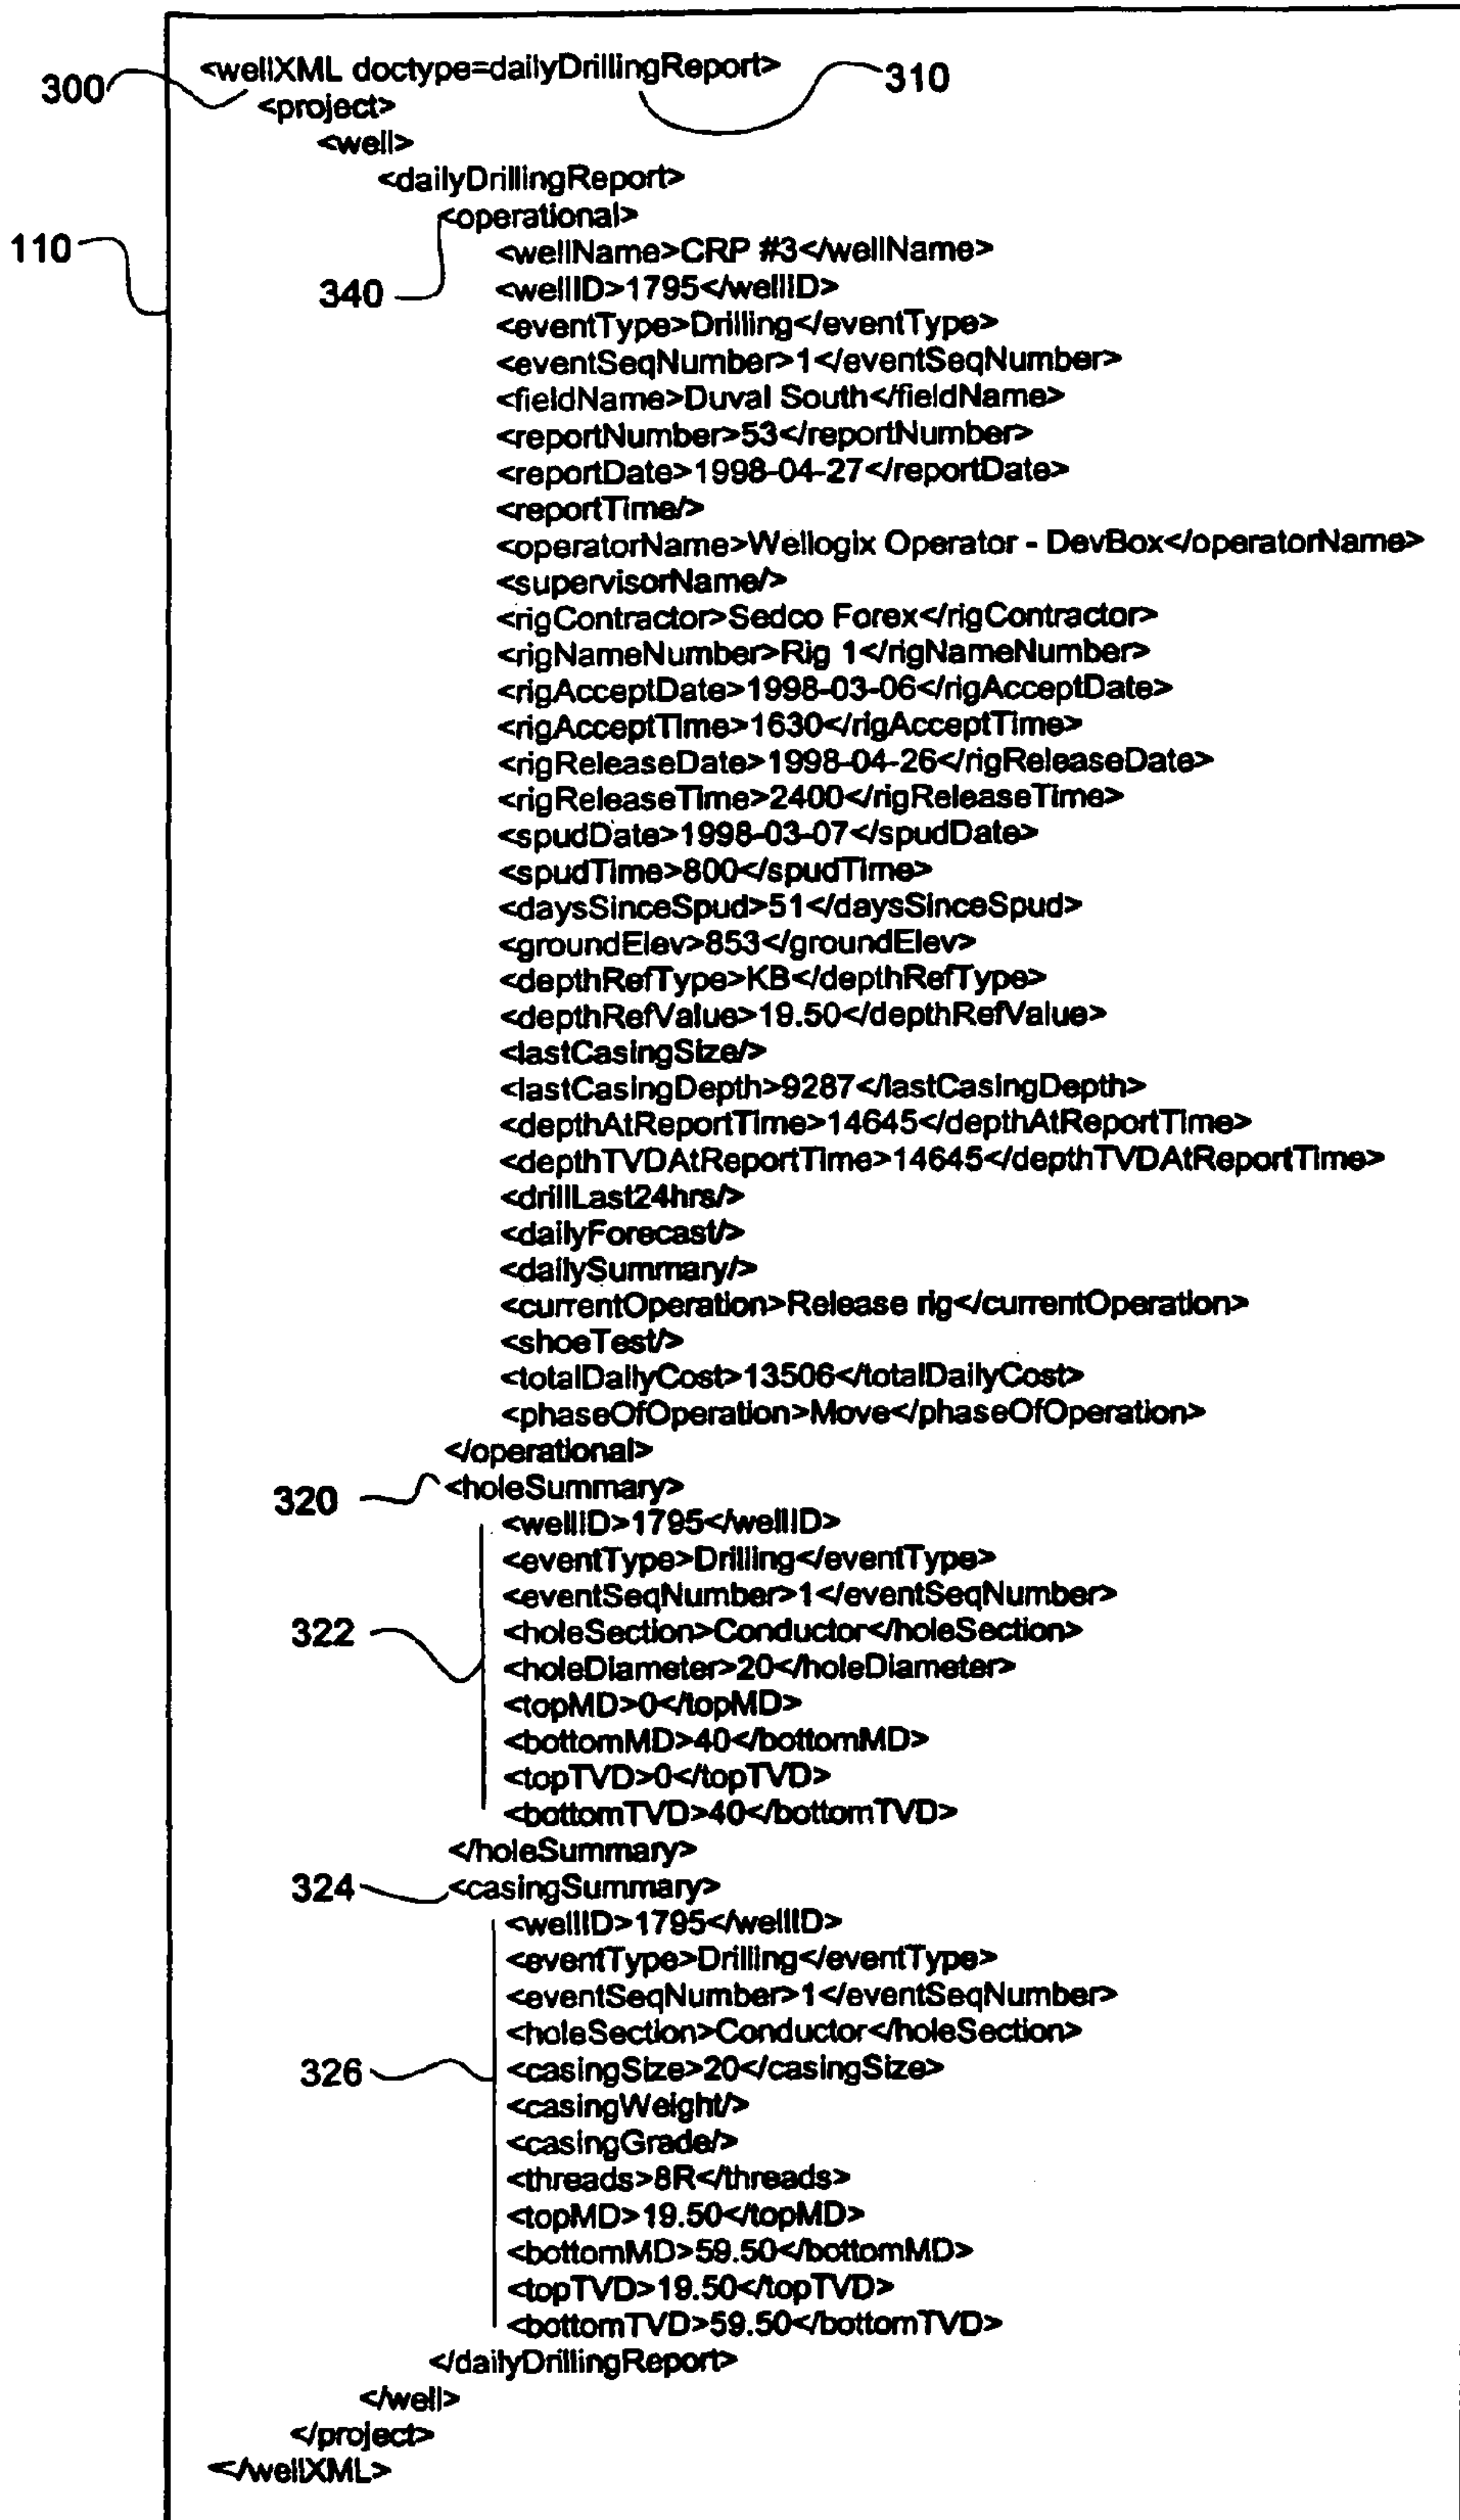 <wellXML doctype=dailyDrillingReport>
300
310
<project>
<well>
<dailyDrillingReport>
<operational>
110
<wellName>CRP #3</wellName>
340
<wellID>1795</wellID>
<eventType>Drilling</eventType>
<eventSeqNumber>1</eventSeqNumber>
<fieldName>Duval South</fieldName>
<reportNumber>53</reportNumber>
<reportDate>1998-04-27</reportDate>
<reportTime/>
<operatorName>Wellogix Operator - DevBox</operatorName>
<supervisorName/>
<rigContractor>Sedco Forex</rigContractor>
<rigNameNumber>Rig 1</rigNameNumber>
<rigAcceptDate>1998-03-06</rigAcceptDate>
<rigAcceptTime>1630</rigAcceptTime>
<rigReleaseDate>1998-04-26</rigReleaseDate>
<rigReleaseTime>2400</rigReleaseTime>
<spudDate>1998-03-07</spudDate>
<spudTime>800</spudTime>
<daysSinceSpud>51</daysSinceSpud>
<groundElev>853</groundElev>
<depthRefType>KB</depthRefType>
<depthRefValue>19.50</depthRefValue>
<lastCasingSize/>
<lastCasingDepth>9287</lastCasingDepth>
<depthAtReportTime>14645</depthAtReportTime>
<depthTVDAtReportTime>14645</depthTVDAtReportTime>
<drillLast24hrs/>
<dailyForecast/>
<dailySummary/>
<currentOperation>Release rig</currentOperation>
<shoeTest/>
<totalDailyCost>13506</totalDailyCost>
<phaseOfOperation>Move</phaseOfOperation>
</operational>
320
<holeSummary>
<wellID>1795</wellID>
<eventType>Drilling</eventType>
<eventSeqNumber>1</eventSeqNumber>
322
<holeSection>Conductor</holeSection>
<holeDiameter>20</holeDiameter>
<topMD>0</topMD>
<bottomMD>40</bottomMD>
<topTVD>0</topTVD>
<bottomTVD>40</bottomTVD>
</holeSummary>
324
<casingSummary>
<wellID>1795</wellID>
<eventType>Drilling</eventType>
<eventSeqNumber>1</eventSeqNumber>
<holeSection>Conductor</holeSection>
326
<casingSize>20</casingSize>
<casingWeight/>
<casingGrade/>
<threads>8R</threads>
<topMD>19.50</topMD>
<bottomMD>59.50</bottomMD>
<topTVD>19.50</topTVD>
<bottomTVD>59.50</bottomTVD>
</dailyDrillingReport>
</well>
</project>
</wellXML>